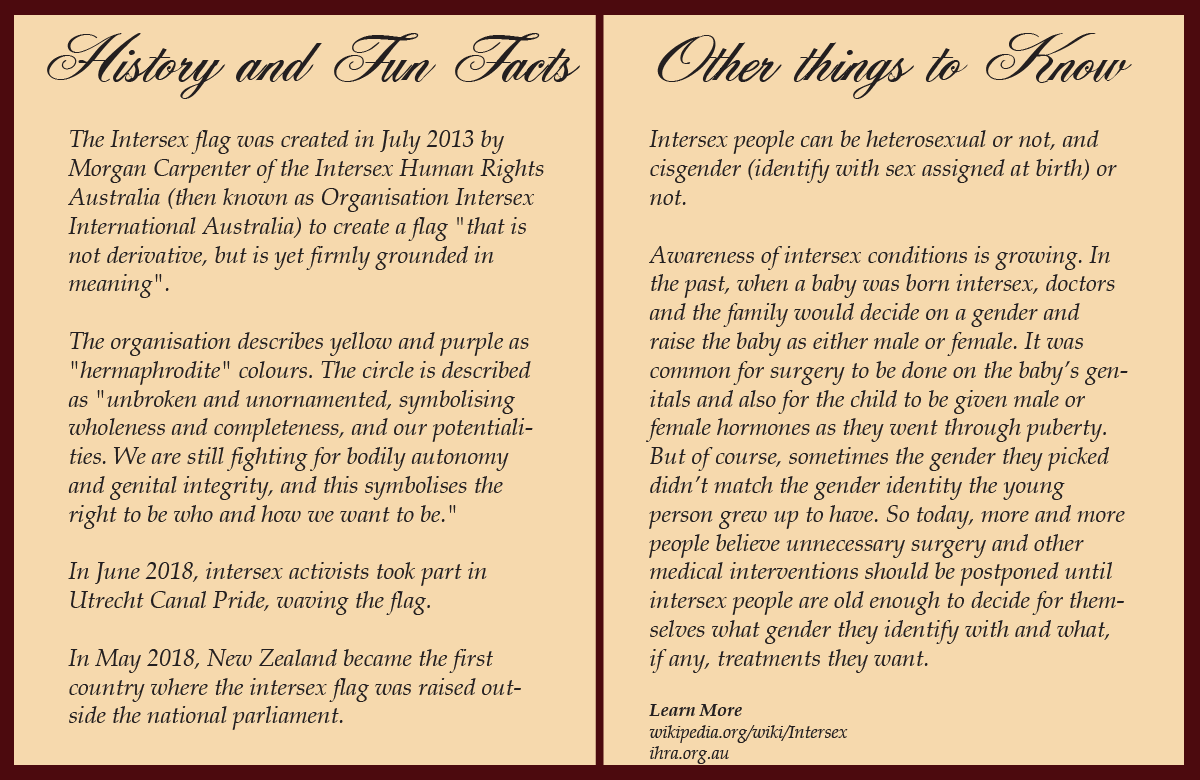 History and Fun Facts
The Intersex flag was created in July 2013 by
Morgan Carpenter of the Intersex Human Rights
Australia (then known as Organisation Intersex
International Australia) to create a flag "that is
not derivative, but is yet firmly grounded in
meaning".
The organisation describes yellow and purple as
"hermaphrodite" colours. The circle is described
as "unbroken and unornamented, symbolising
wholeness and completeness, and our potentiali-
ties. We are still fighting for bodily autonomy
and genital integrity, and this symbolises the
right to be who and how we want to be."
In June 2018, intersex activists took part in
Utrecht Canal Pride, waving the flag.
In May 2018, New Zealand became the first
country where the intersex flag was raised out-
side the national parliament.
Other things to Know
Intersex people can be heterosexual or not, and
cisgender (identify with sex assigned at birth) or
not.
Awareness of intersex conditions is growing. In
the past, when a baby was born intersex, doctors
and the family would decide on a gender and
raise the baby as either male or female. It was
common for surgery to be done on the baby's gen-
itals and also for the child to be given male or
female hormones as they went through puberty.
But of course, sometimes the gender they picked
didn't match the gender identity the young
person grew up to have. So today, more and more
people believe unnecessary surgery and other
medical interventions should be postponed until
intersex people are old enough to decide for them-
selves what gender they identify with and what,
if any, treatments they want.
Learn More
wikipedia.org/wiki/Intersex
ihra.org.au